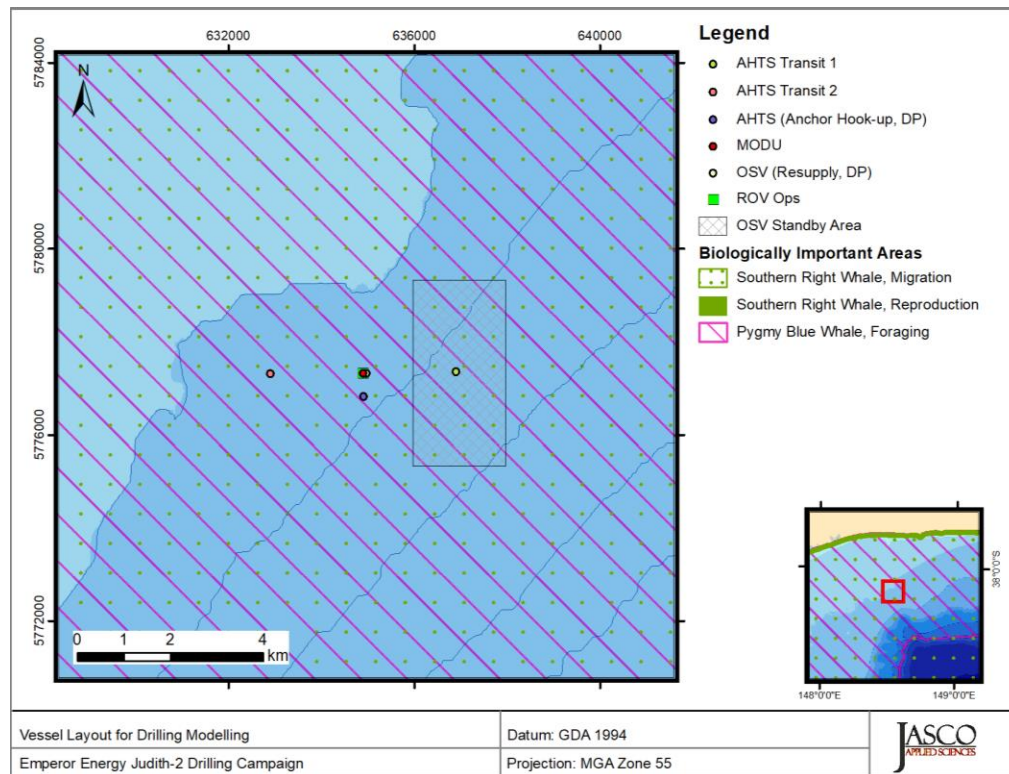 632000
636000
640000
5784000
5780000
5776000
5772000
N
0
1
2
4
km
Legend
AHTS Transit 1
AHTS Transit 2
AHTS (Anchor Hook-up, DP)
MODU
OSV (Resupply, DP)
ROV Ops
OSV Standby Area
Biologically Important Areas
Southern Right Whale, Migration
Southern Right Whale, Reproduction
Pygmy Blue Whale, Foraging
38°0'0"S
148°0'0"E
149°0'0"E
Vessel Layout for Drilling Modelling
Datum: GDA 1994
Emperor Energy Judith-2 Drilling Campaign
Projection: MGA Zone 55
JASCO
APPLIED SCIENCES